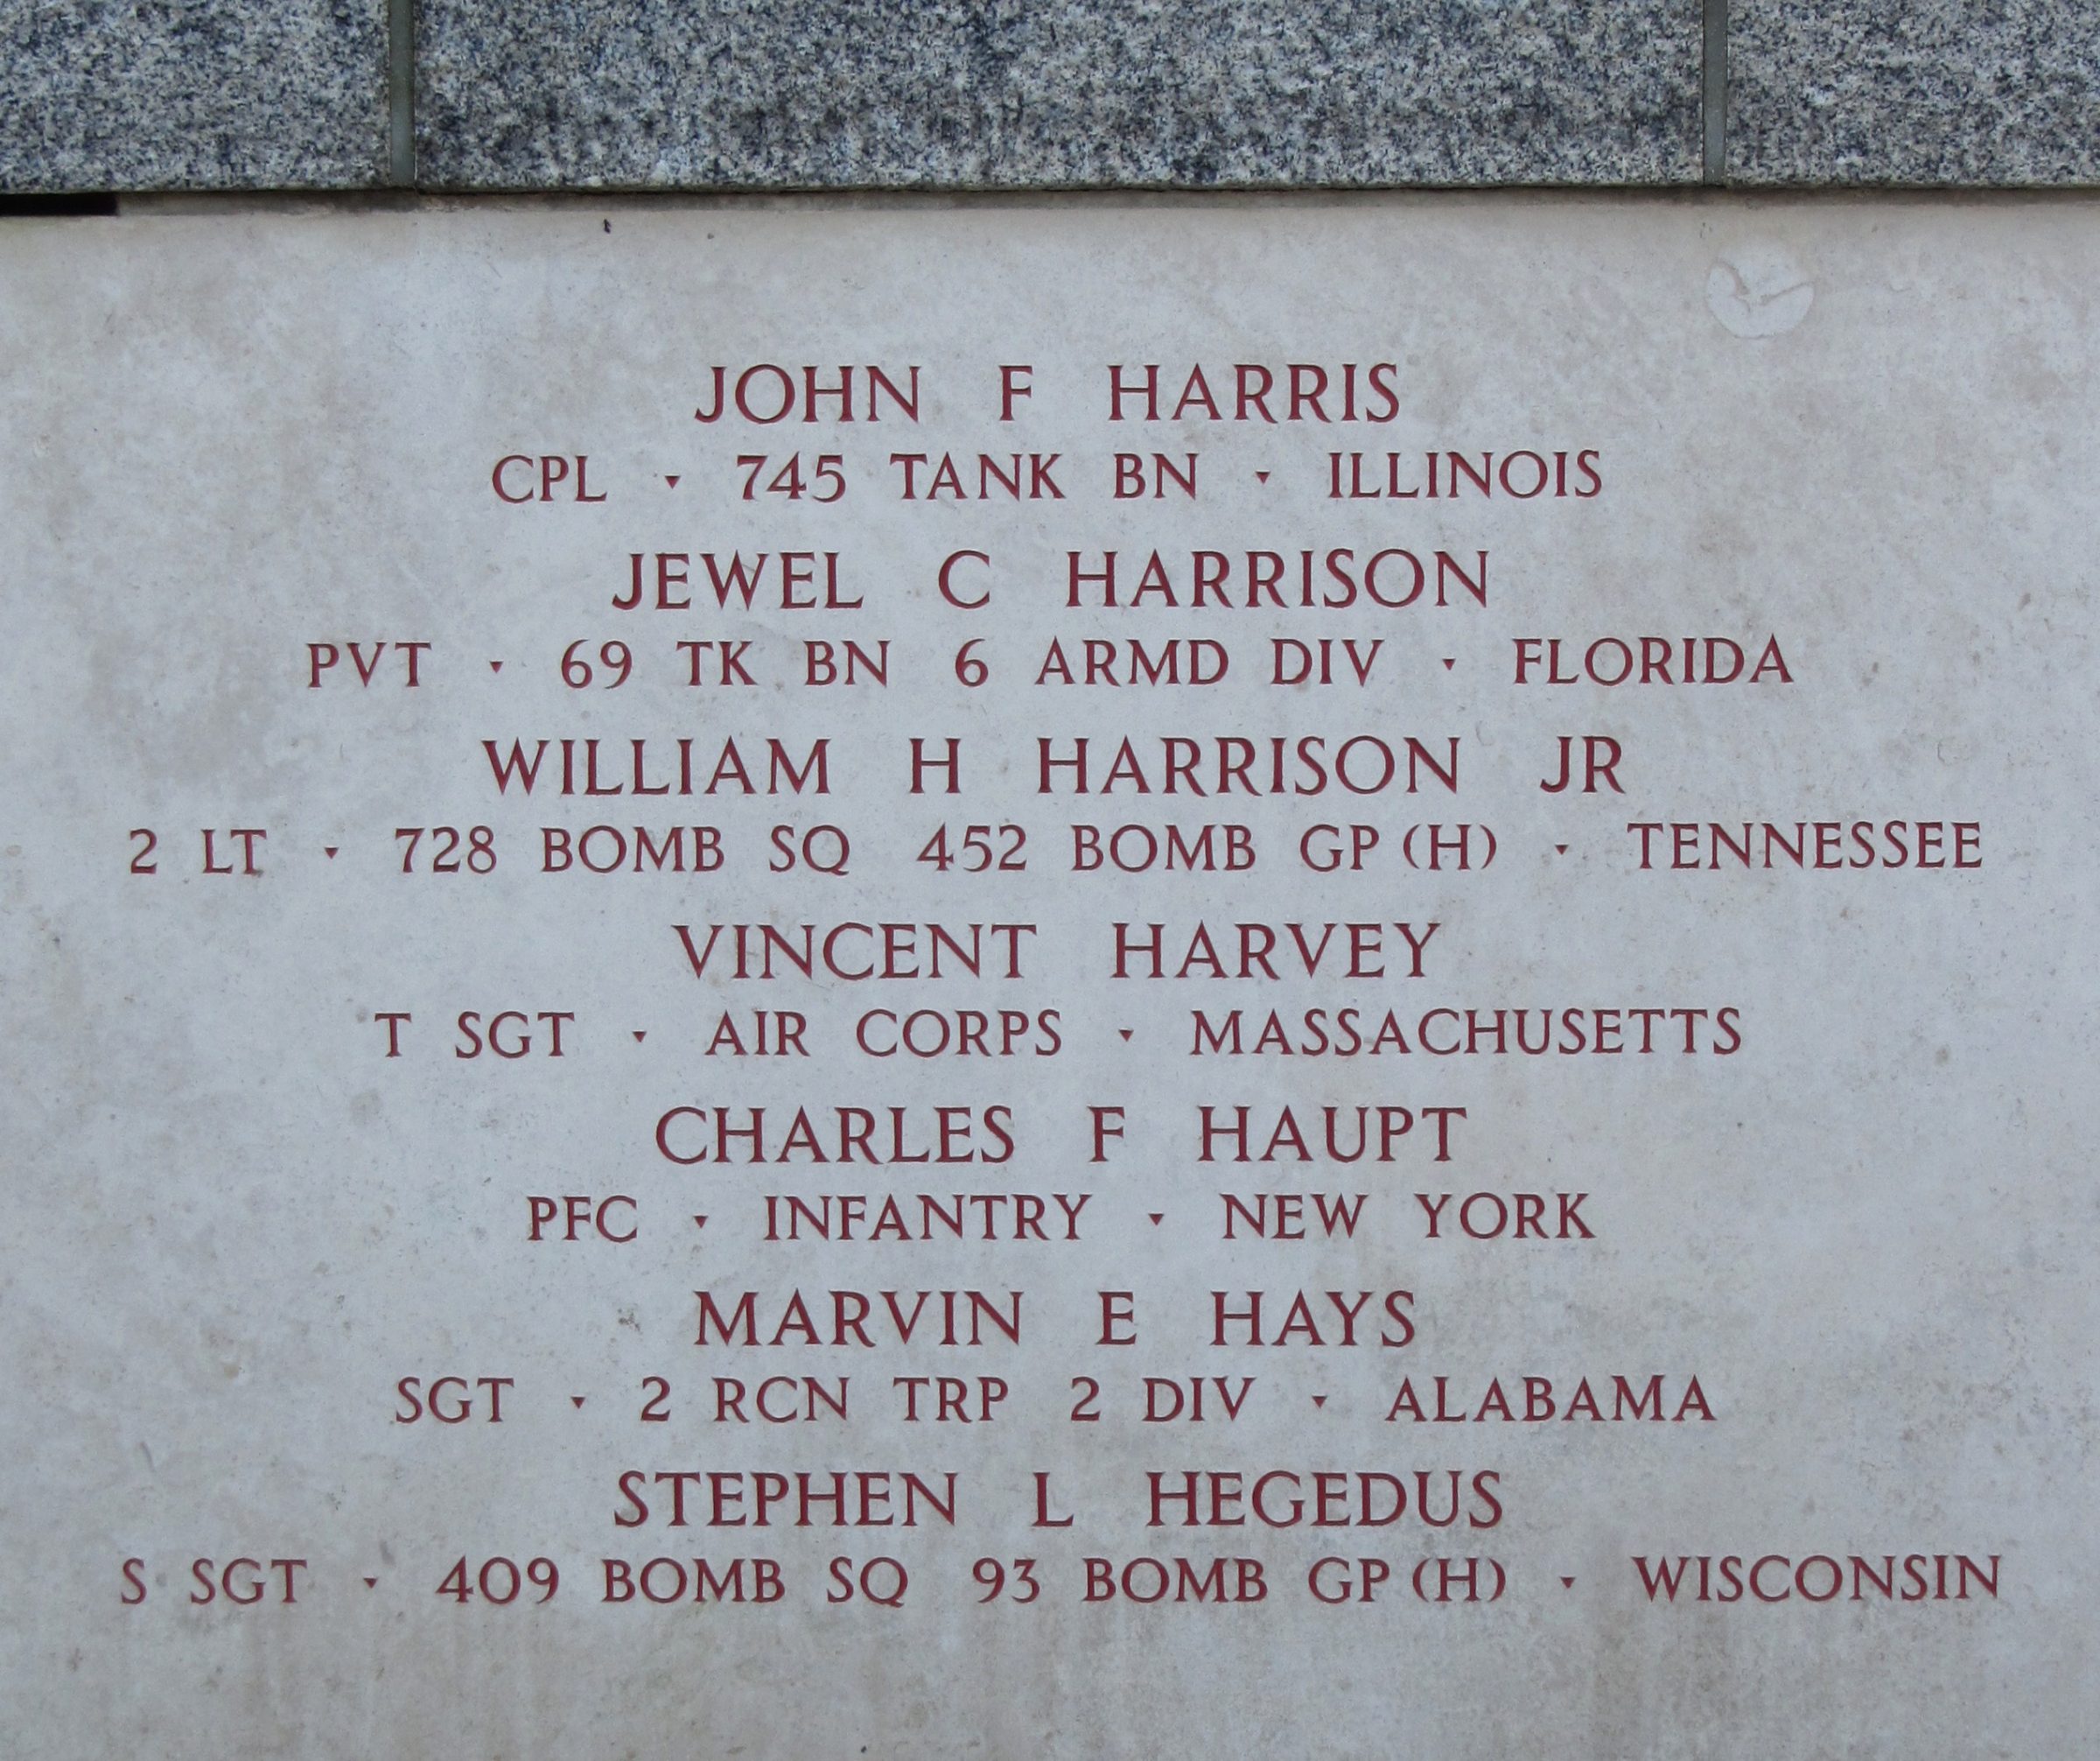 JOHN F HARRIS
CPL · 745 TANK BN · ILLINOIS
JEWEL C HARRISON
PVT · 69 TK BN 6 ARMD DIV · FLORIDA
WILLIAM H HARRISON JR
2 LT · 728 BOMB SQ 452 BOMB GP (H) · TENNESSEE
VINCENT HARVEY
T SGT · AIR CORPS · MASSACHUSETTS
CHARLES F HAUPT
PFC · INFANTRY · NEW YORK
MARVIN E HAYS
SGT · 2 RCN TRP 2 DIV · ALABAMA
STEPHEN L HEGEDUS
S SGT · 409 BOMB SQ 93 BOMB GP (H) · WISCONSIN